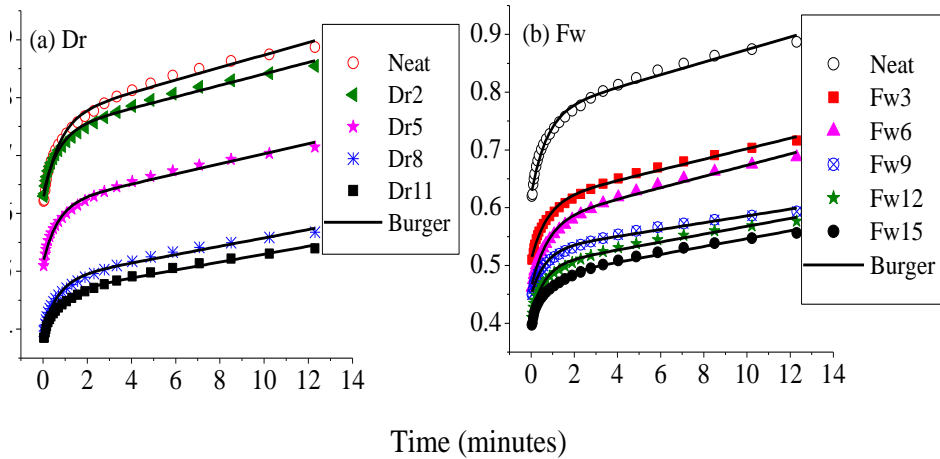 (a) Dr
Neat
Dr2
Dr5
Dr8
Dr11
Burger
0 2 4 6 8 10 12 14
(b) Fw
0.9
0.8
0.7
0.6
0.5
0.4
Neat
Fw3
Fw6
Fw9
Fw12
Fw15
Burger
0 2 4 6 8 10 12 14
Time (minutes)